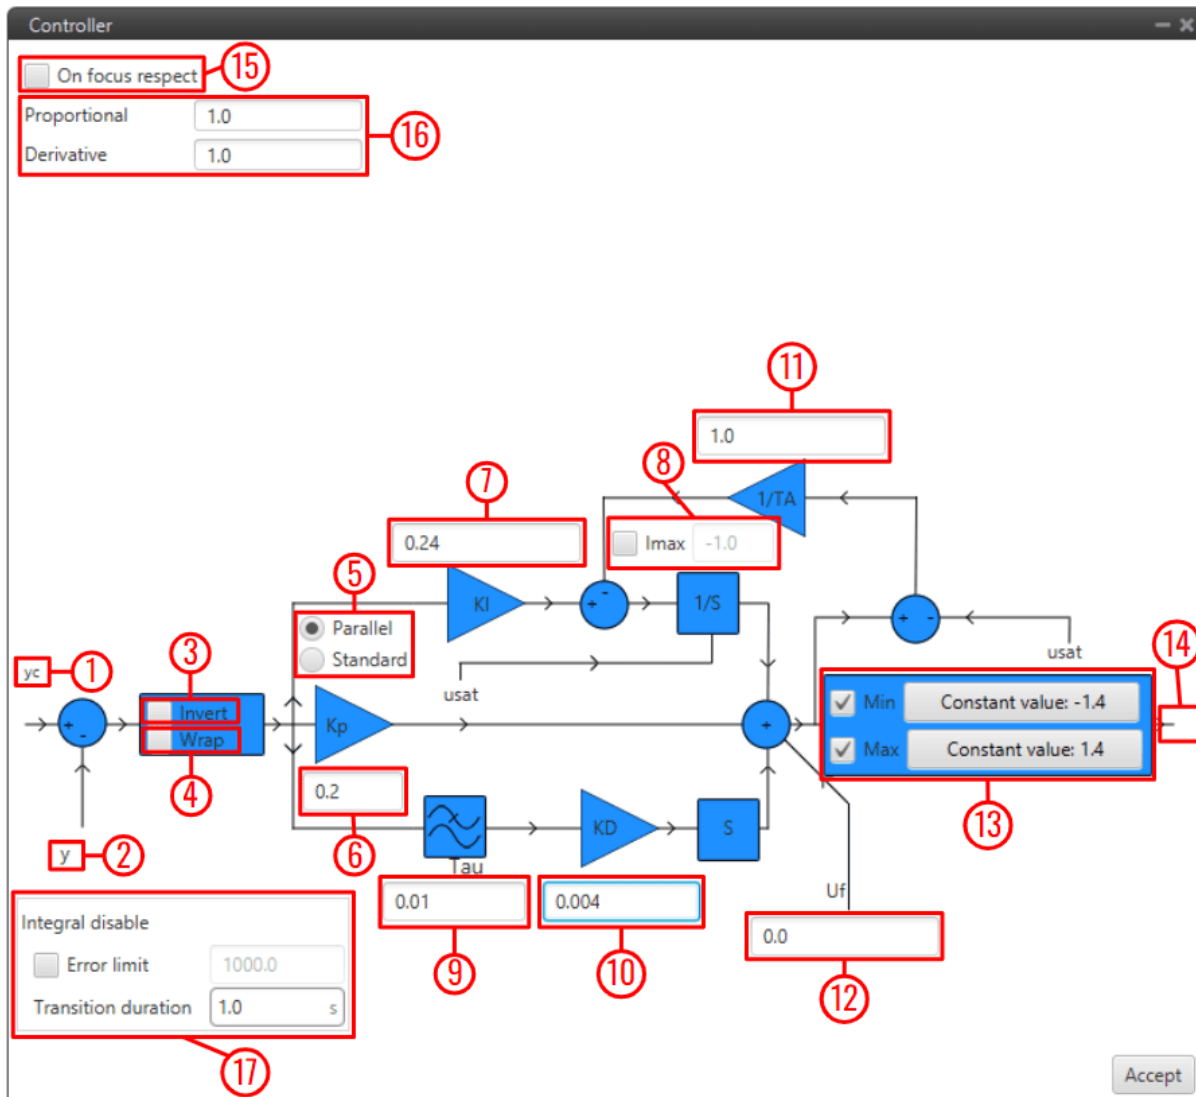 Controller
On focus respect
15
Proportional
1.0
16
Derivative
1.0
11
1.0
8
7
1/TA
0.24
Imax
-1.0
5
KI
+
-
1/S
Parallel
Standard
+
-
14
3
usat
usat
yc
1
Invert
Min
Constant value: -1.4
+
-
Kp
+
Wrap
Max
Constant value: 1.4
4
0.2
KD
S
13
y
2
6
Tau
Uf
0.01
0.004
Integral disable
0.0
Error limit
1000.0
9
10
12
Transition duration
1.0
s
17
Accept